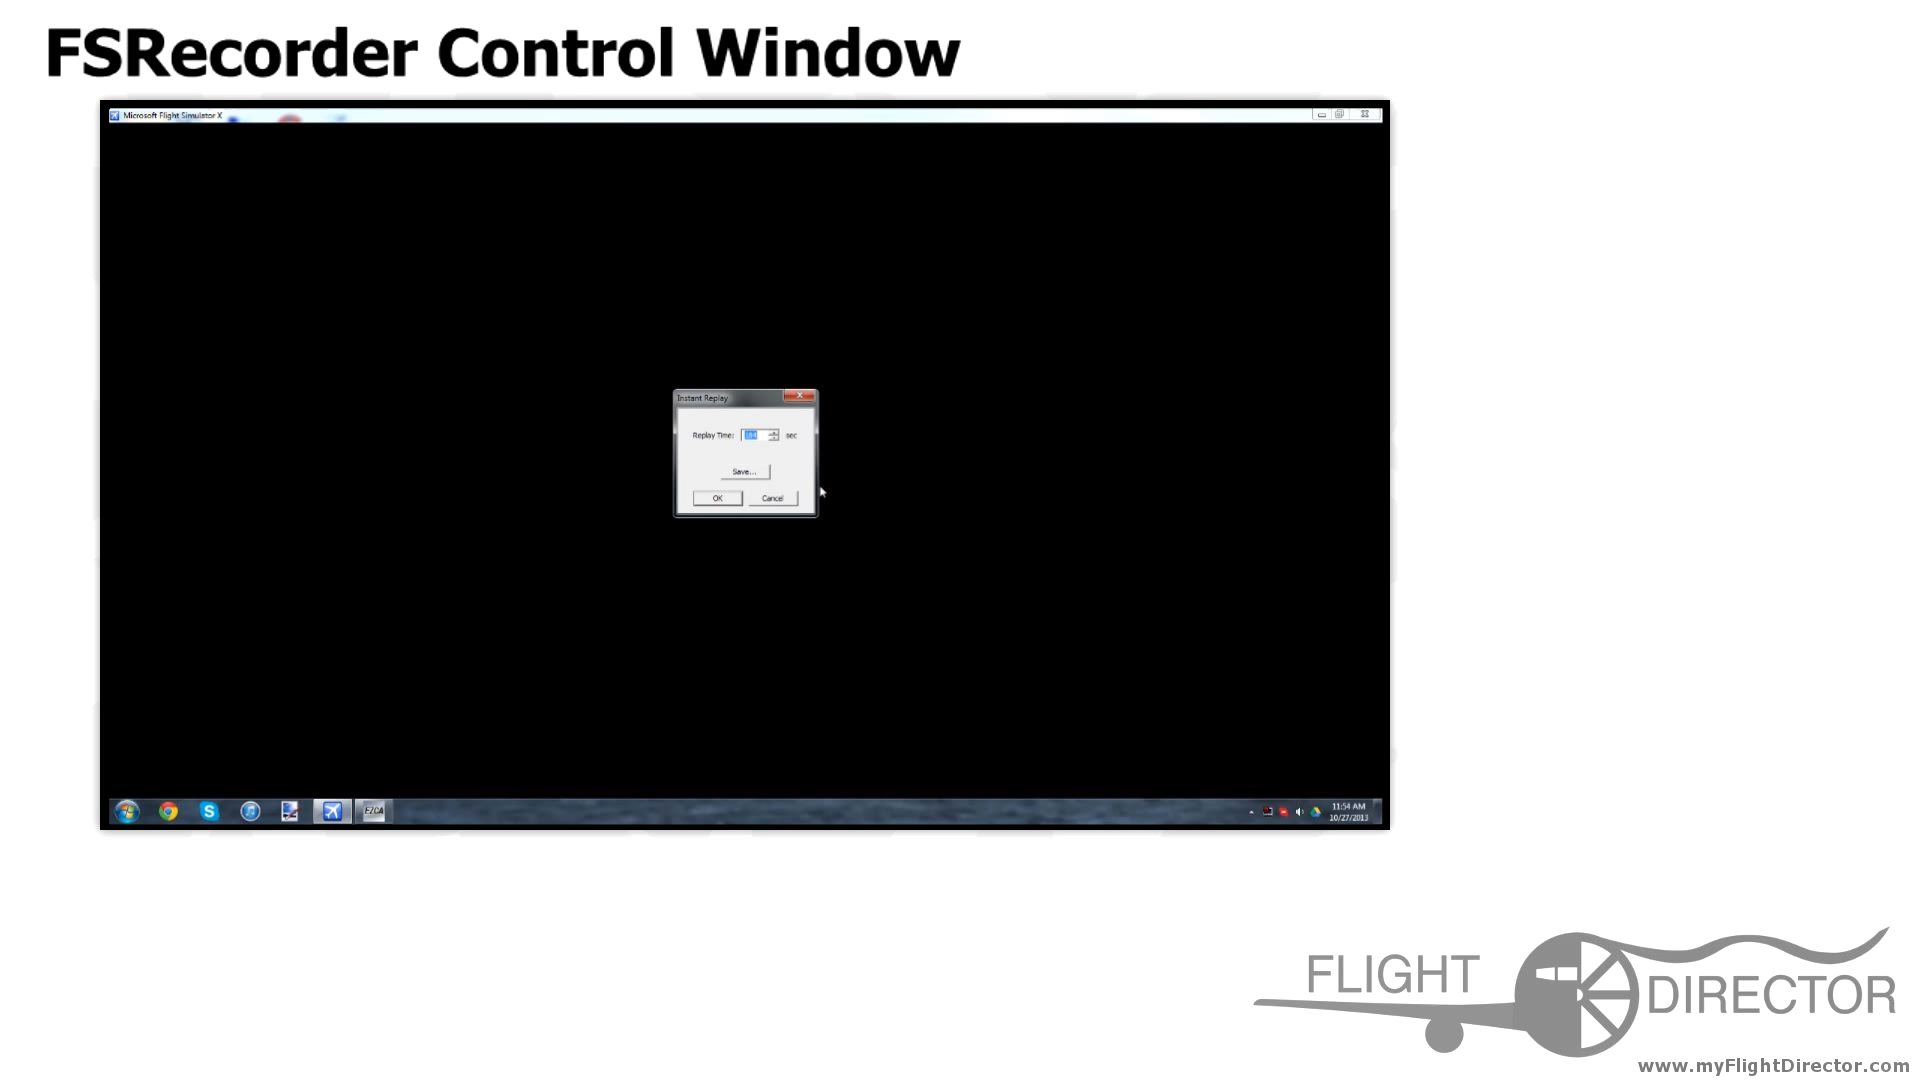 FSRecorder Control Window
Microsoft Flight Simulator X
Instant Replay
Replay Time: sec
Save...
OK Cancel
EZCA
11:54 AM
10/27/2013
FLIGHT
DIRECTOR
www.myFlightDirector.com